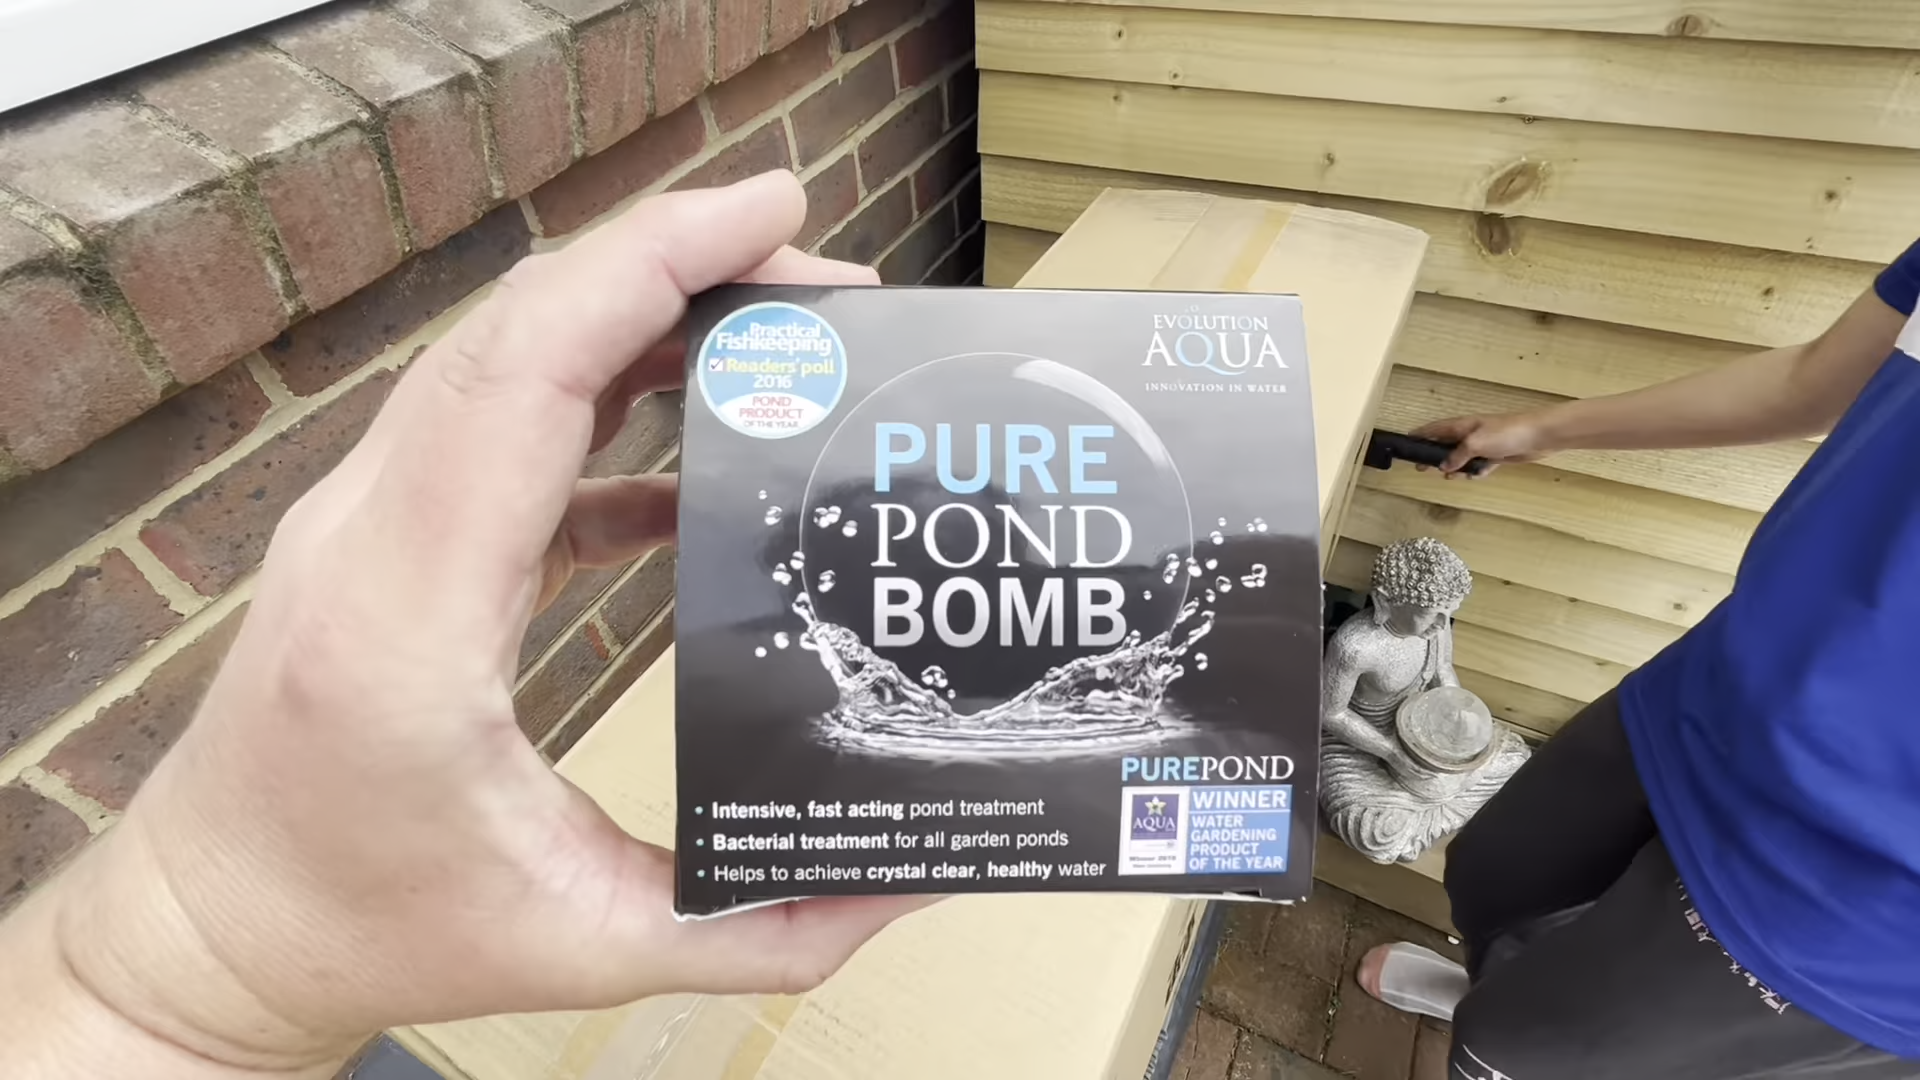 Practical
Fishkeeping
Readers' poll
2016
POND
PRODUCT
OF THE YEAR
EVOLUTION
AQUA
INNOVATION IN WATER
PURE
POND
BOMB
PUREPOND
• Intensive, fast acting pond treatment
• Bacterial treatment for all garden ponds
• Helps to achieve crystal clear, healthy water
AQUA
WINNER
WATER
GARDENING
PRODUCT
OF THE YEAR